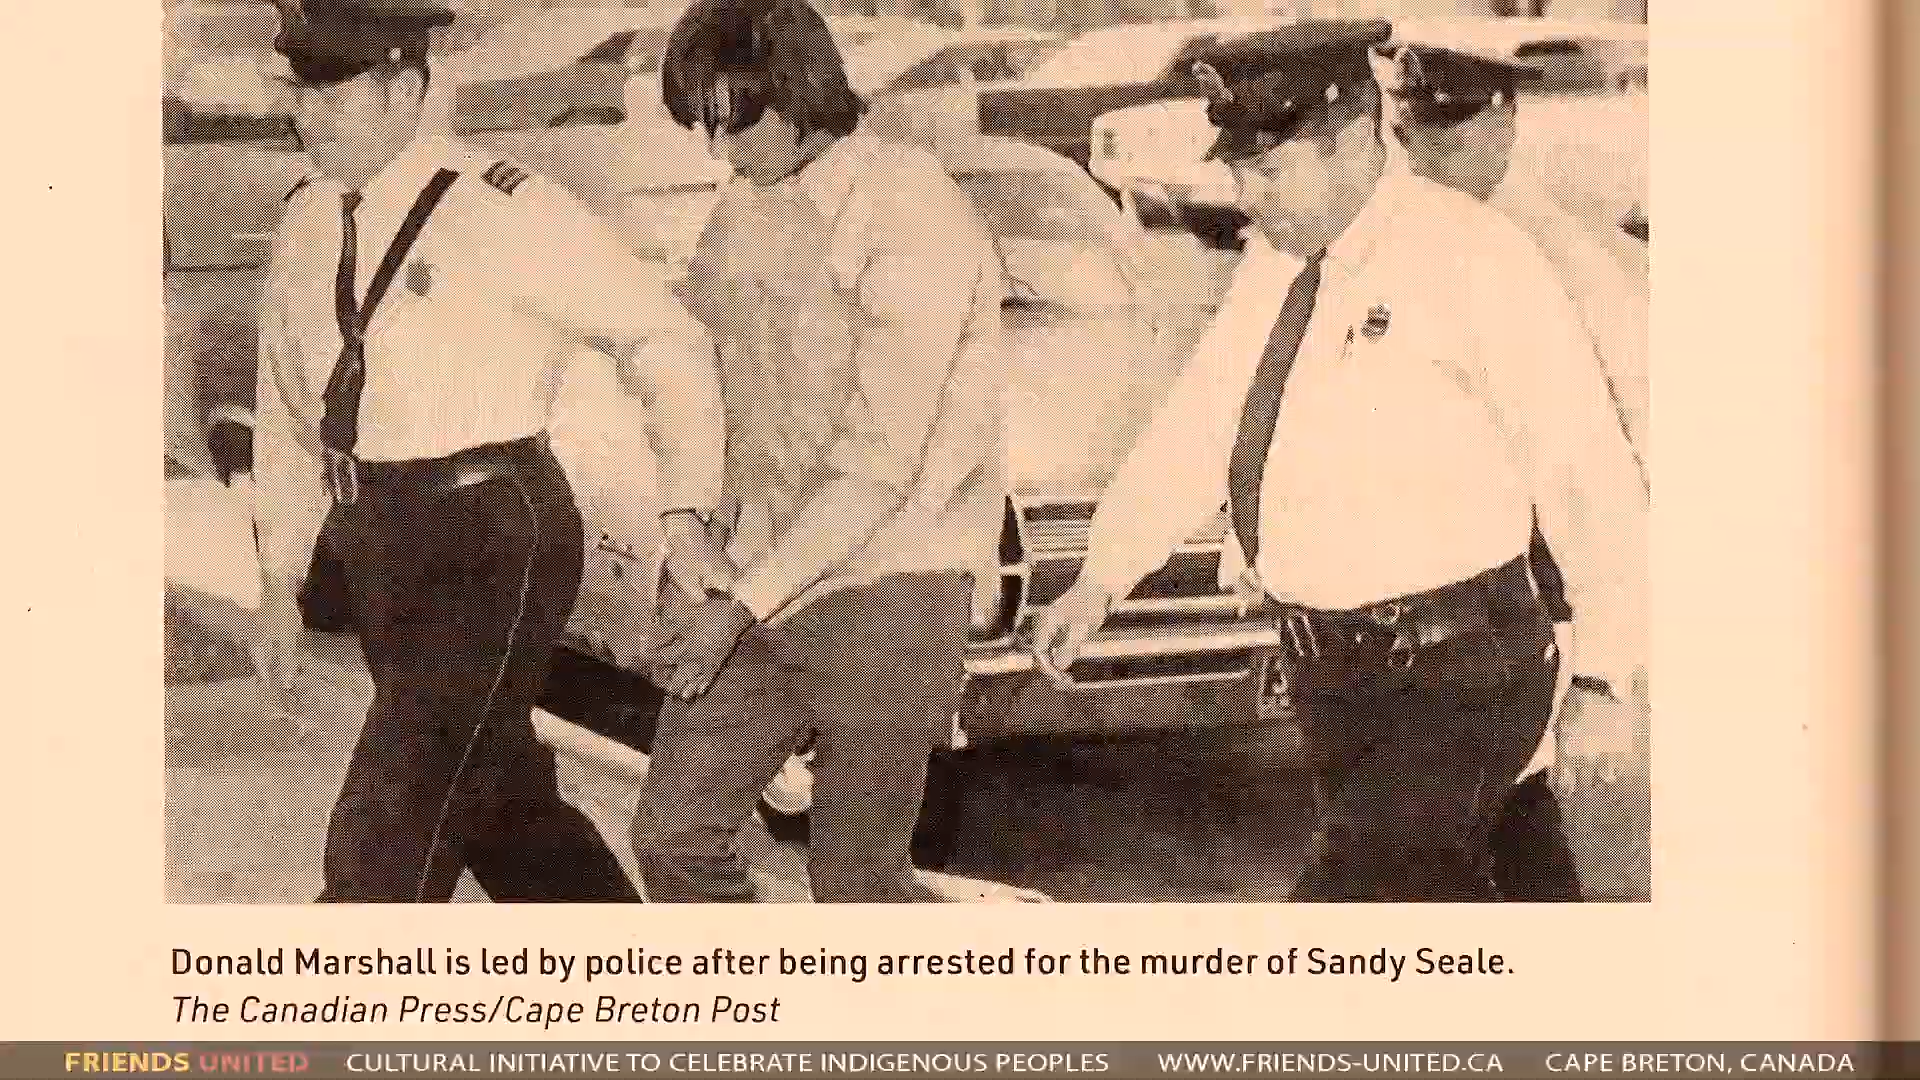 Donald Marshall is led by police after being arrested for the murder of Sandy Seale.
The Canadian Press/Cape Breton Post
FRIENDS UNITED CULTURAL INITIATIVE TO CELEBRATE INDIGENOUS PEOPLES WWW.FRIENDS-UNITED.CA CAPE BRETON, CANADA